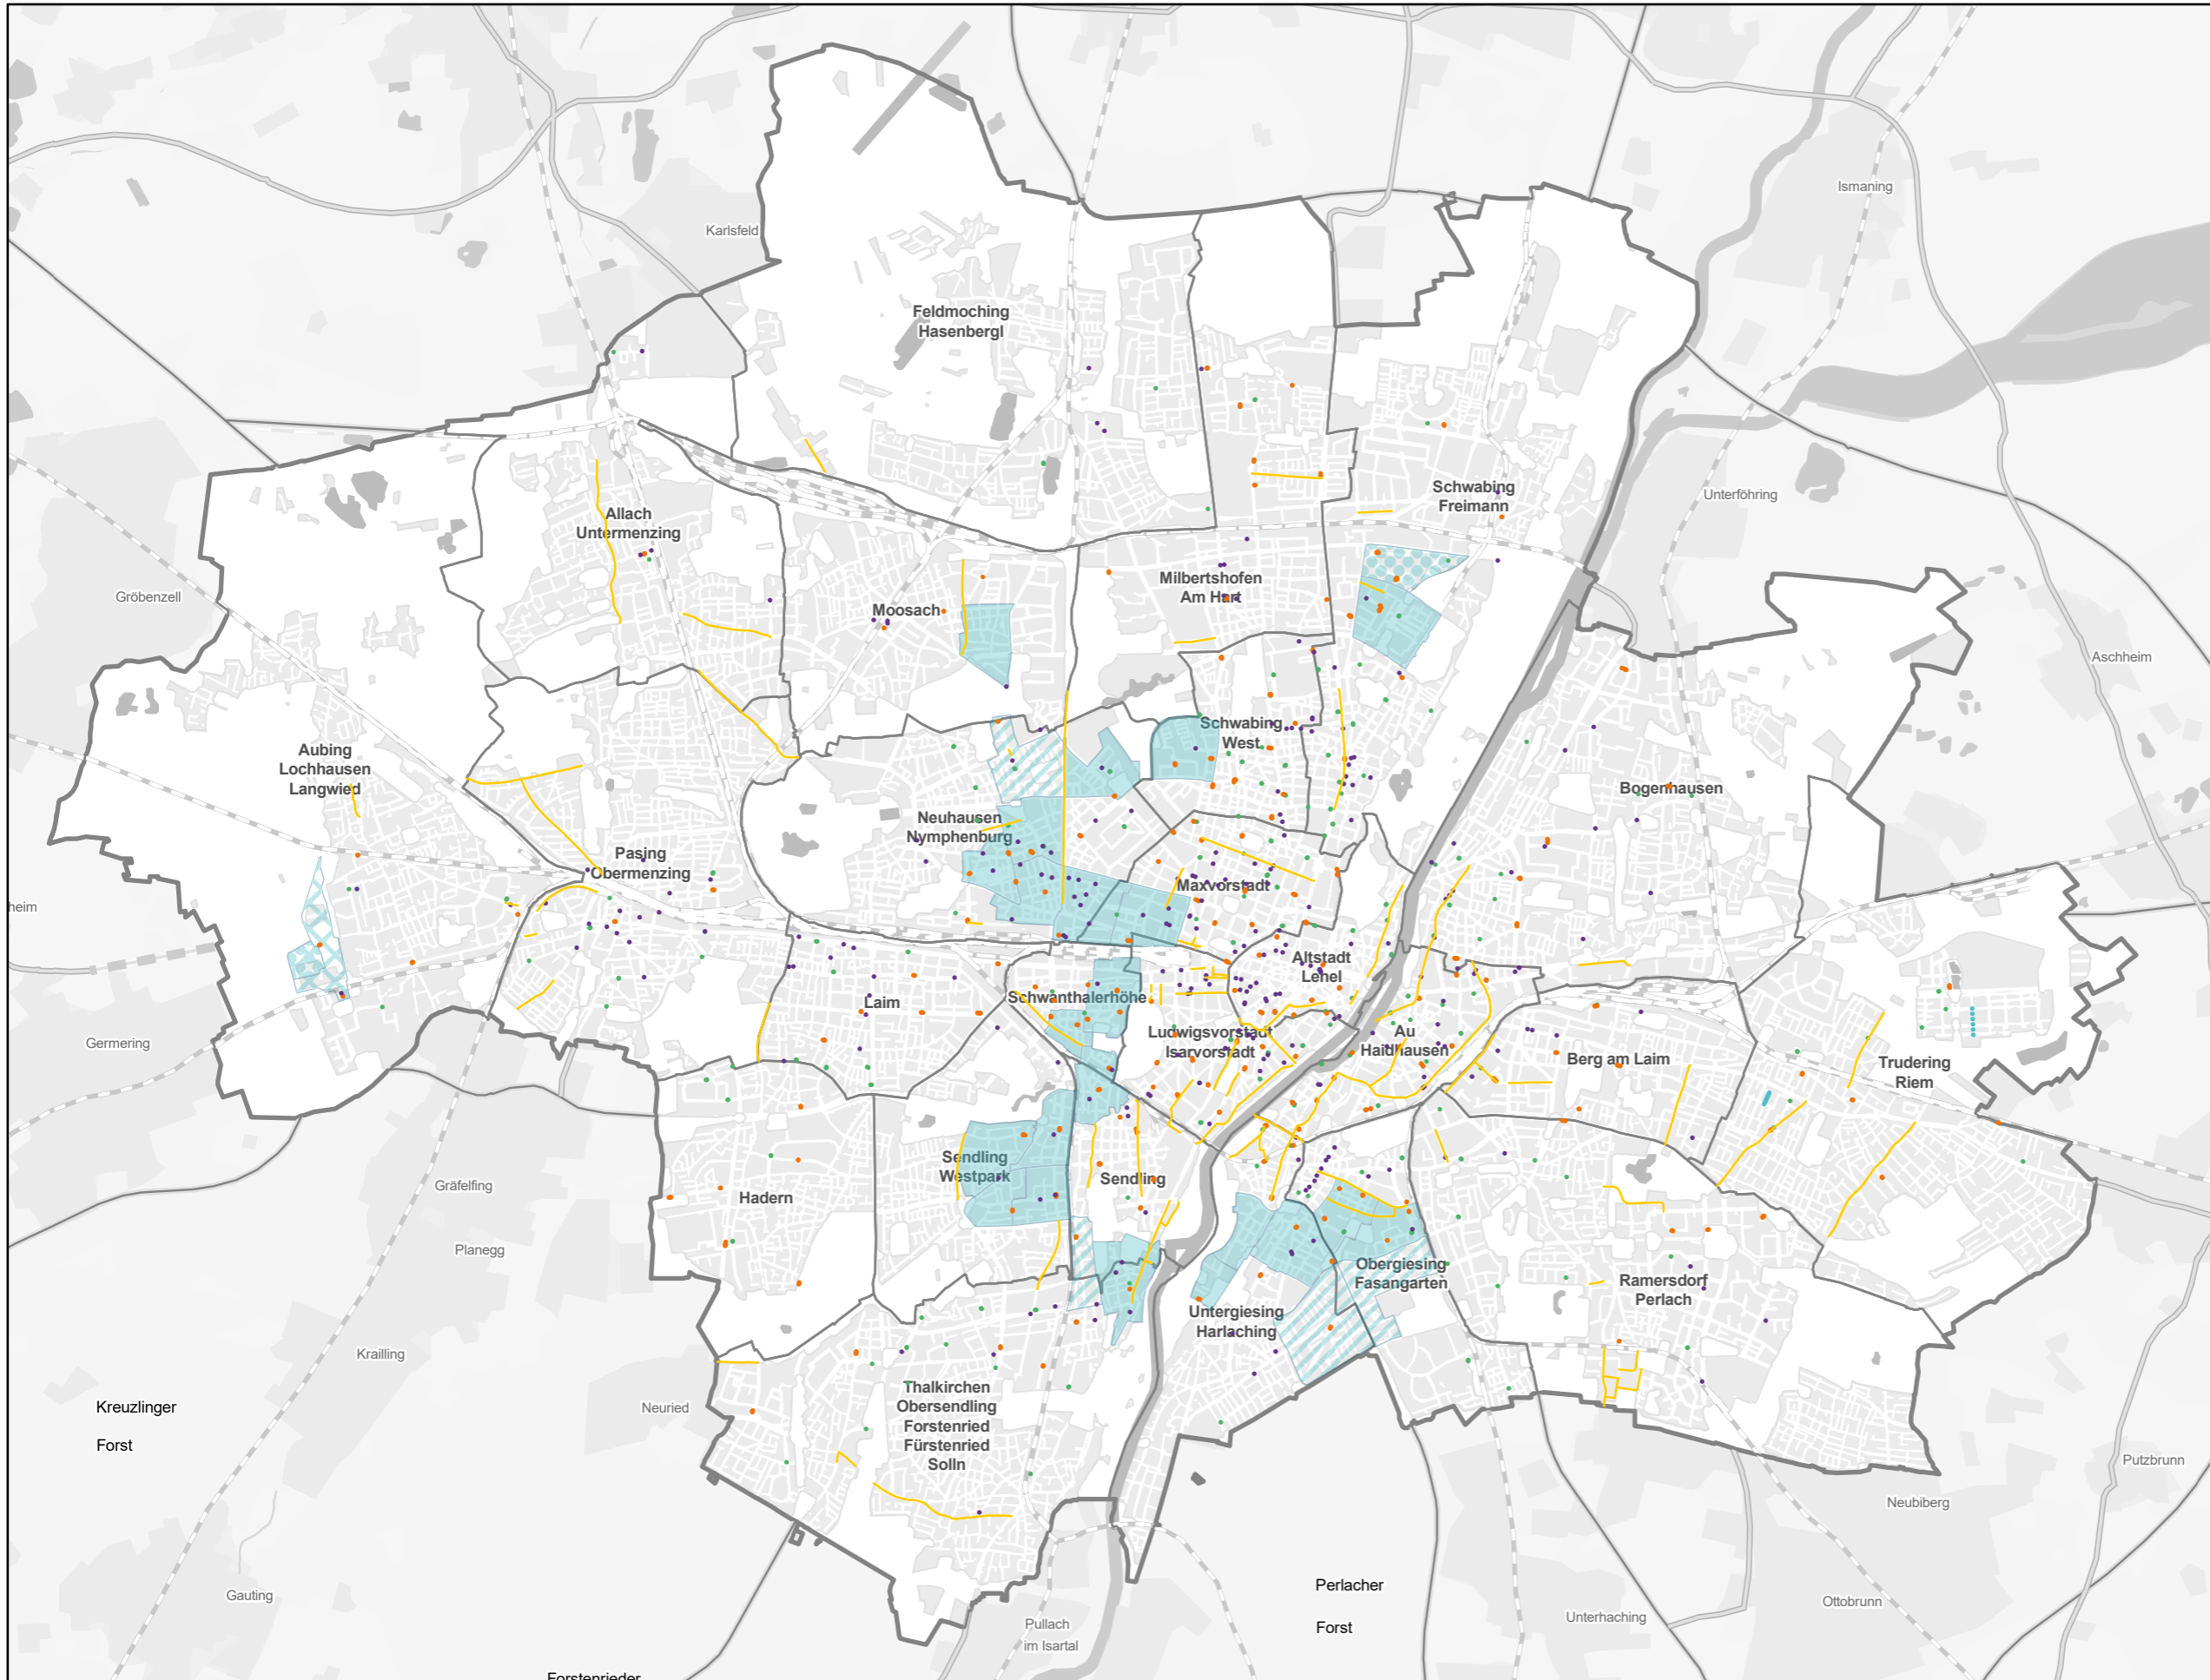 Ismaning
Karlsfeld
Feldmoching
Hasenbergl
Unterföhring
Schwabing
Freimann
Allach
Untermenzing
Gröbenzell
Milbertshofen
Am Hart
Moosach
Aschheim
Schwabing
West
Aubing
Lochhausen
Langwied
Bogenhausen
Neuhausen
Nymphenburg
Pasing
Obermenzing
Maxvorstadt
heim
Altstadt
Lehel
Schwanthalerhöhe
Laim
Ludwigsvorstadt
Isarvorstadt
Au
Haidhausen
Germering
Berg am Laim
Trudering
Riem
Sendling
Westpark
Sendling
Hadern
Gräfelfing
Planegg
Obergiesing
Fasangarten
Ramersdorf
Perlach
Untergiesing
Harlaching
Krailling
Thalkirchen
Obersendling
Forstenried
Fürstenried
Solln
Kreuzlinger
Forst
Neuried
Putzbrunn
Neubiberg
Perlacher
Forst
Gauting
Ottobrunn
Unterhaching
Pullach
im Isartal
Forstenrieder